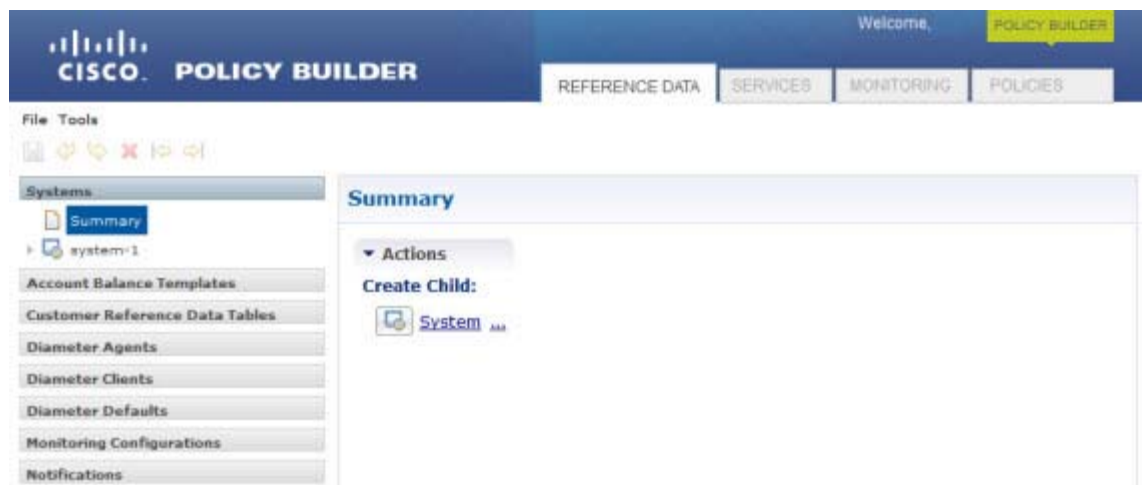 Welcome,
POLICY BUILDER
CISCO. POLICY BUILDER
REFERENCE DATA
SERVICES
MONITORING
POLICIES
File Tools
Systems
Summary
system-1
Account Balance Templates
Customer Reference Data Tables
Diameter Agents
Diameter Clients
Diameter Defaults
Monitoring Configurations
Notifications
Summary
Actions
Create Child:
System ...